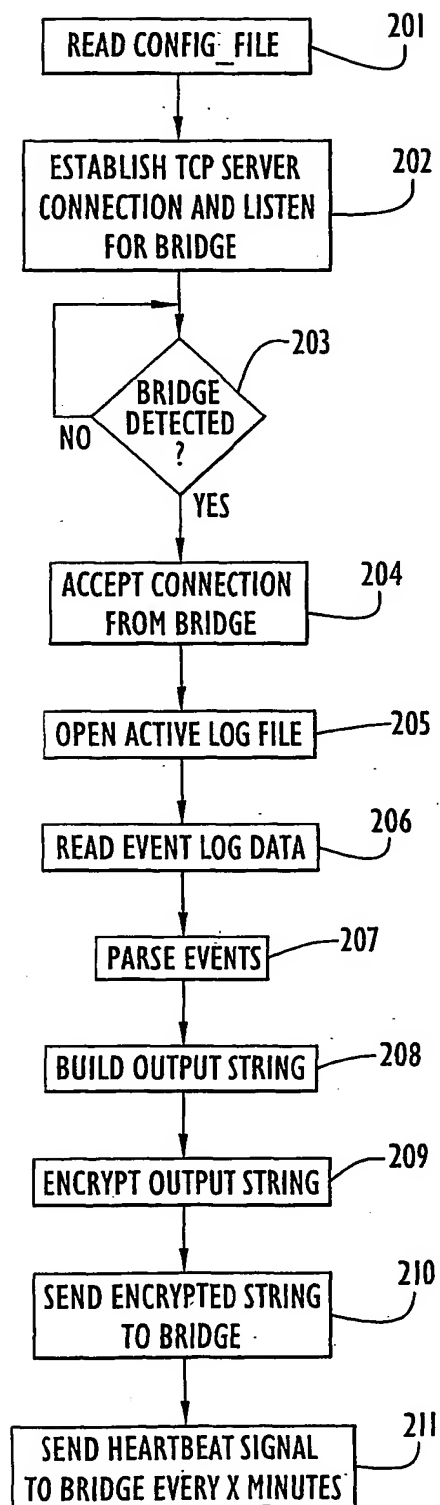 READ CONFIG_FILE
201
ESTABLISH TCP SERVER
CONNECTION AND LISTEN
FOR BRIDGE
202
203
BRIDGE
DETECTED
?
NO
YES
ACCEPT CONNECTION
FROM BRIDGE
204
OPEN ACTIVE LOG FILE
205
READ EVENT LOG DATA
206
PARSE EVENTS
207
BUILD OUTPUT STRING
208
ENCRYPT OUTPUT STRING
209
SEND ENCRYPTED STRING
TO BRIDGE
210
SEND HEARTBEAT SIGNAL
TO BRIDGE EVERY X MINUTES
211